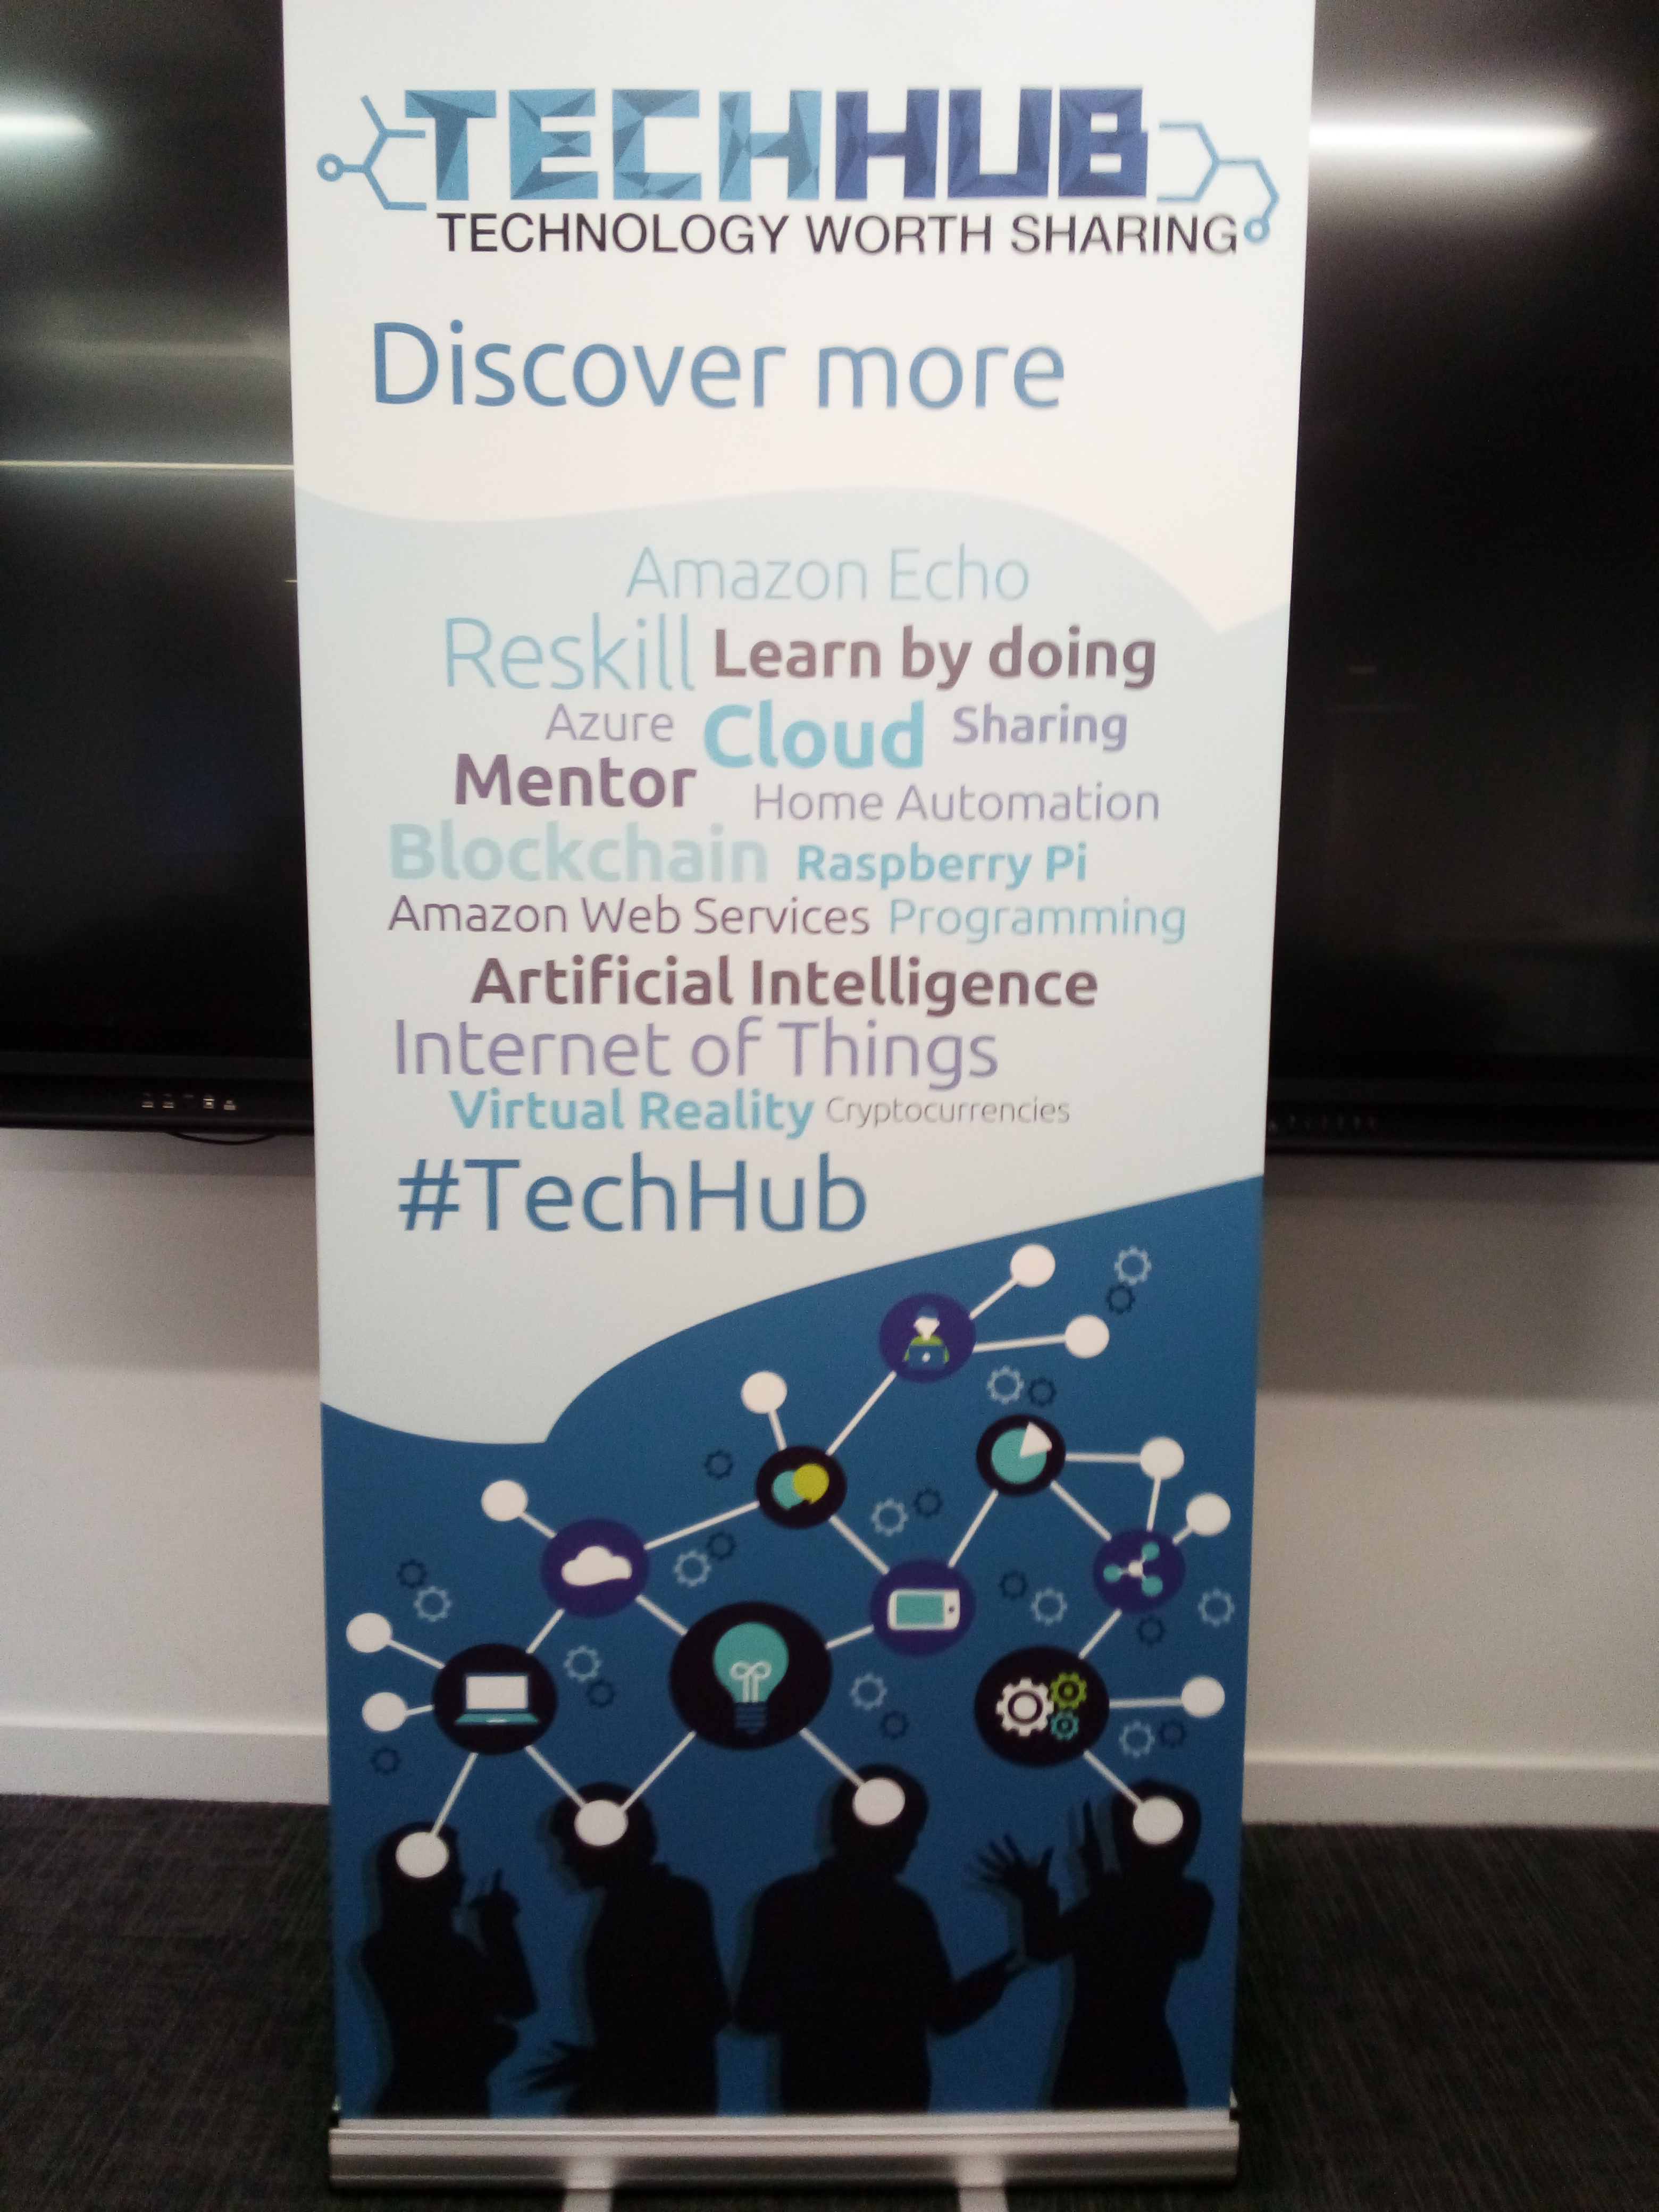 TECHHUB
TECHNOLOGY WORTH SHARING
Discover more
Amazon Echo
Reskill Learn by doing
Azure Cloud Sharing
Mentor Home Automation
Blockchain Raspberry Pi
Amazon Web Services Programming
Artificial Intelligence
Internet of Things
Virtual Reality Cryptocurrencies
#TechHub